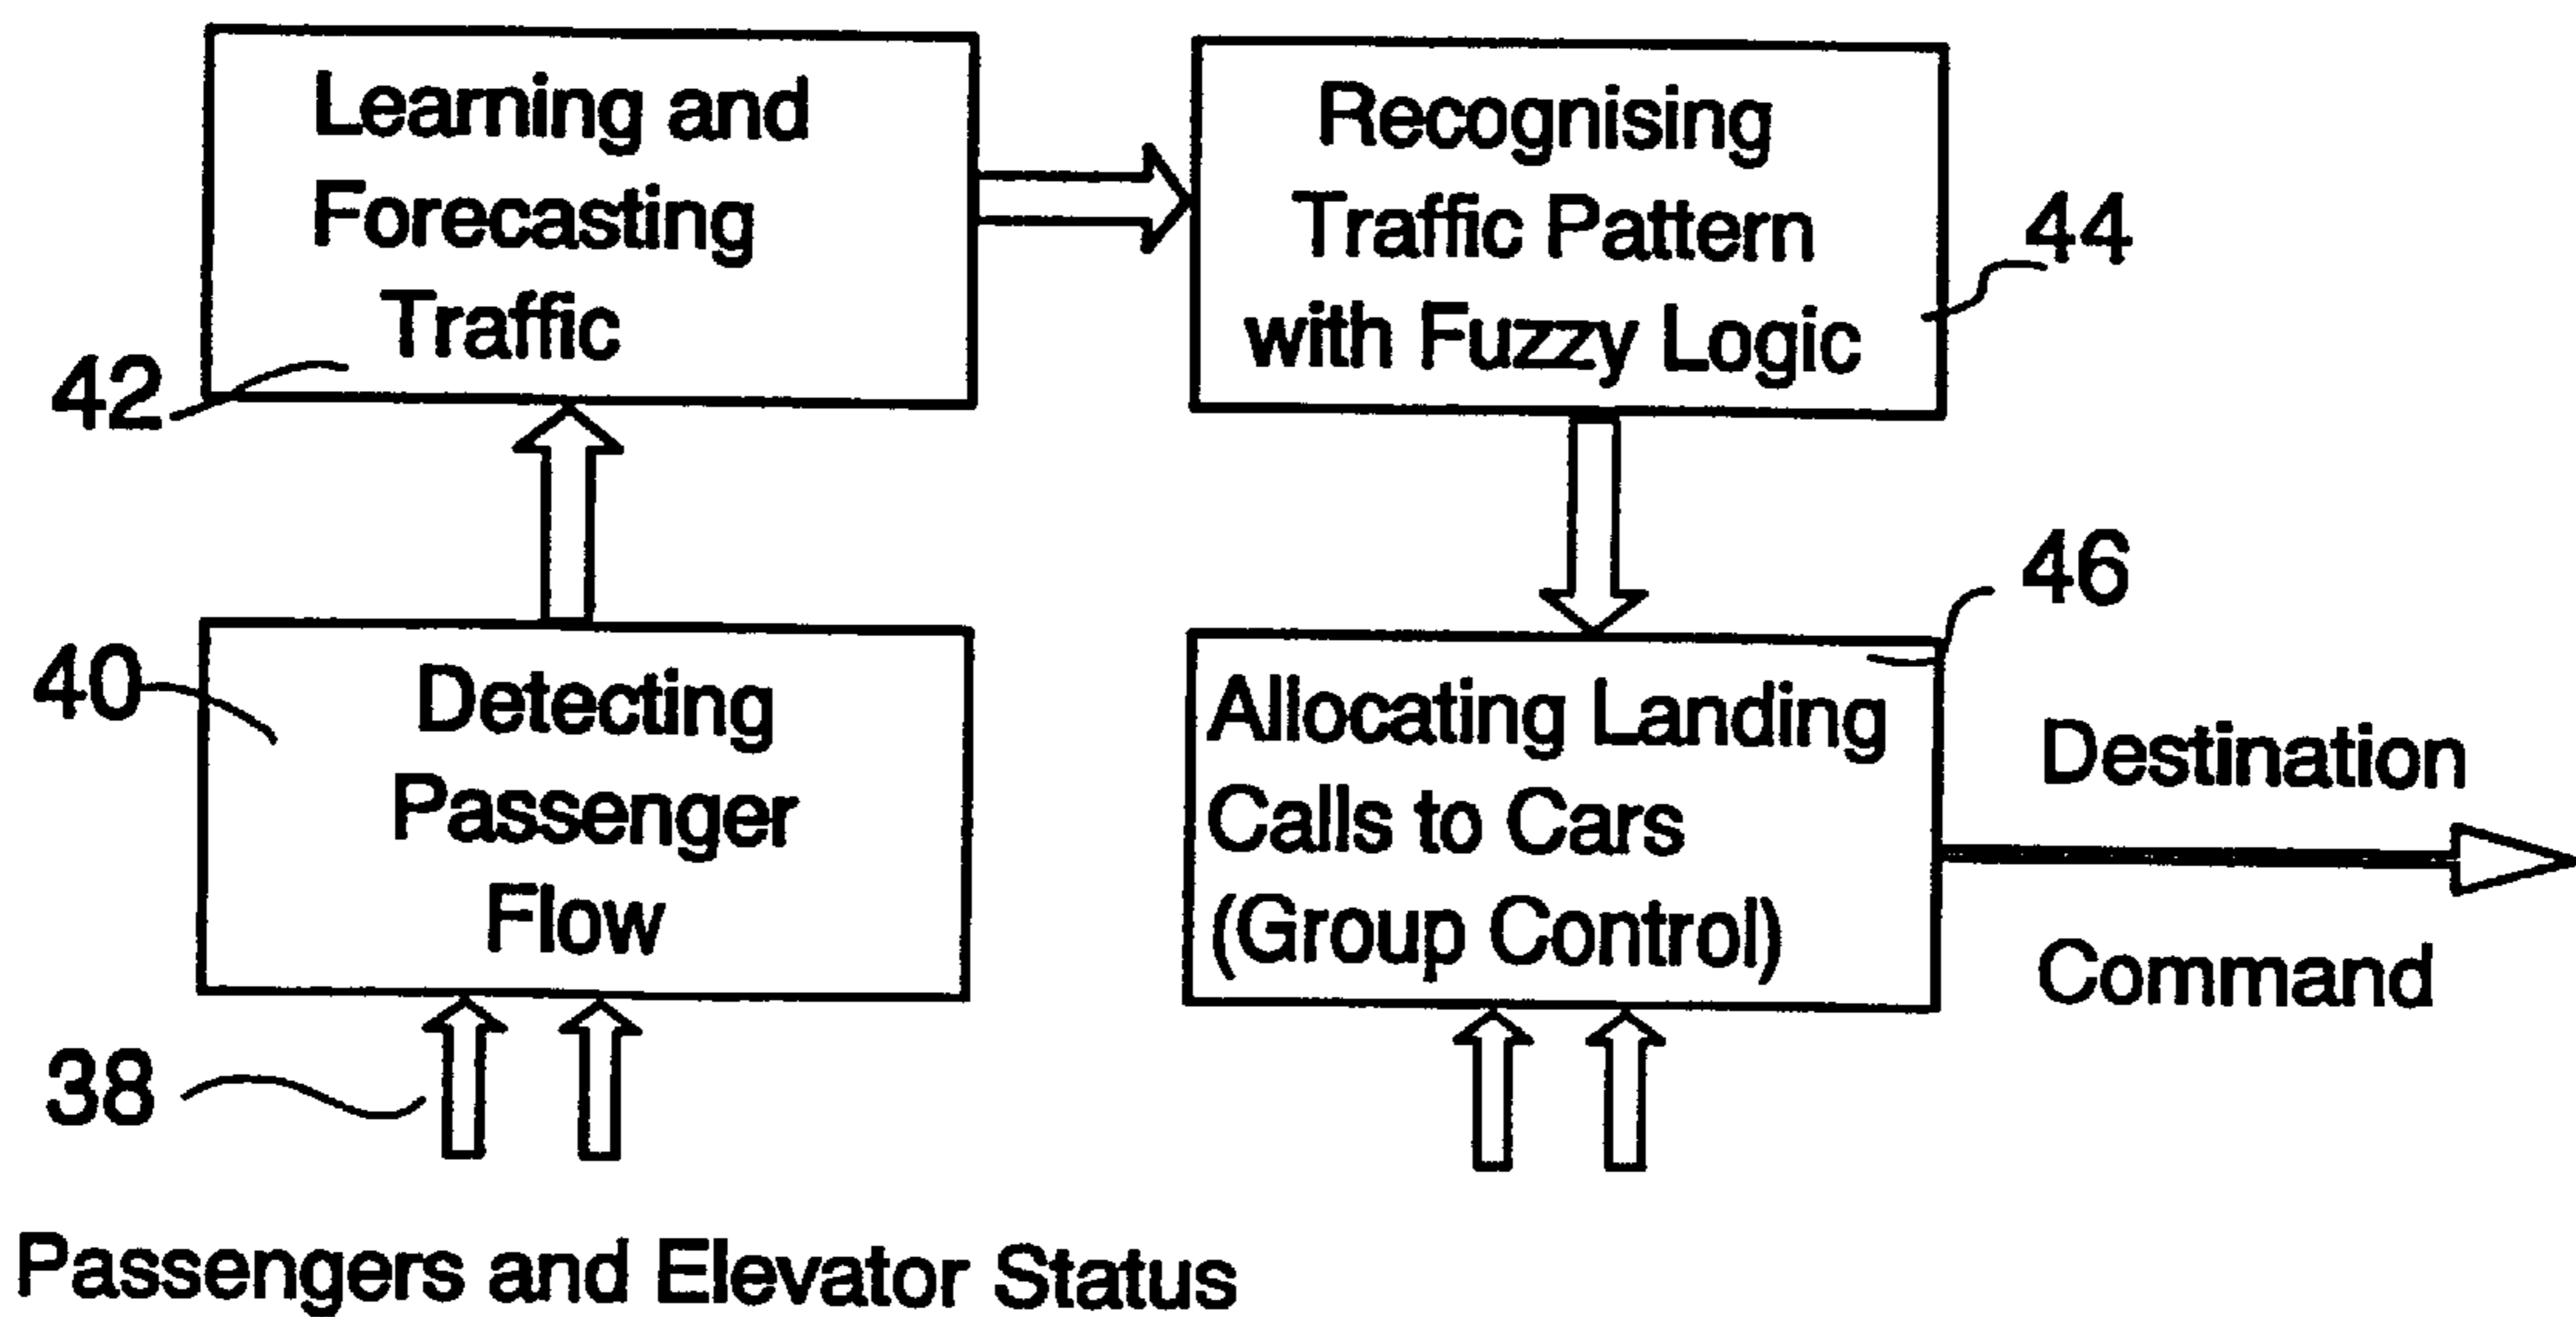 Learning and
Forecasting
Traffic
42
Recognising
Traffic Pattern
with Fuzzy Logic
44
40
Detecting
Passenger
Flow
46
Allocating Landing
Calls to Cars
(Group Control)
Destination
Command
38
Passengers and Elevator Status